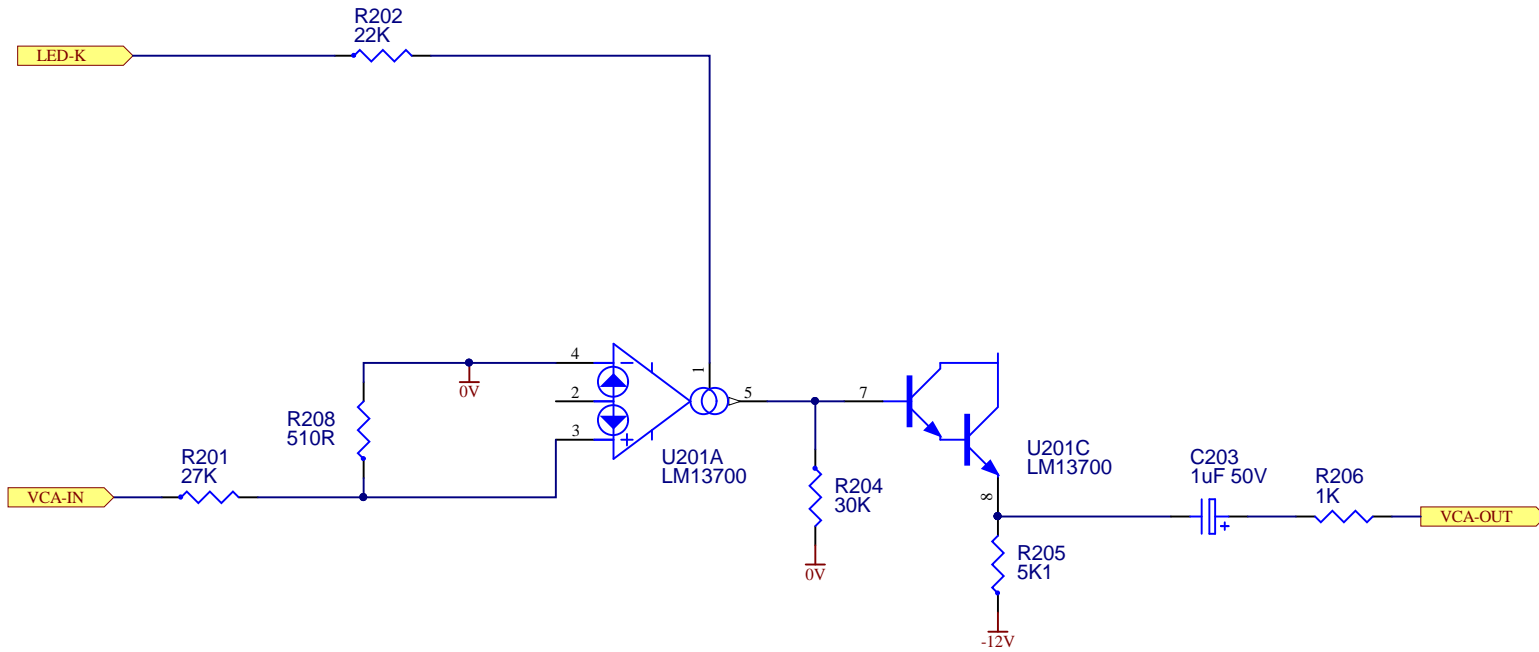 R202
22K
LED-K
4
0V
2
3
1
5
7
R208
510R
R201
27K
VCA-IN
U201A
LM13700
R204
30K
0V
U201C
LM13700
8
C203
1uF 50V
R206
1K
VCA-OUT
R205
5K1
-12V